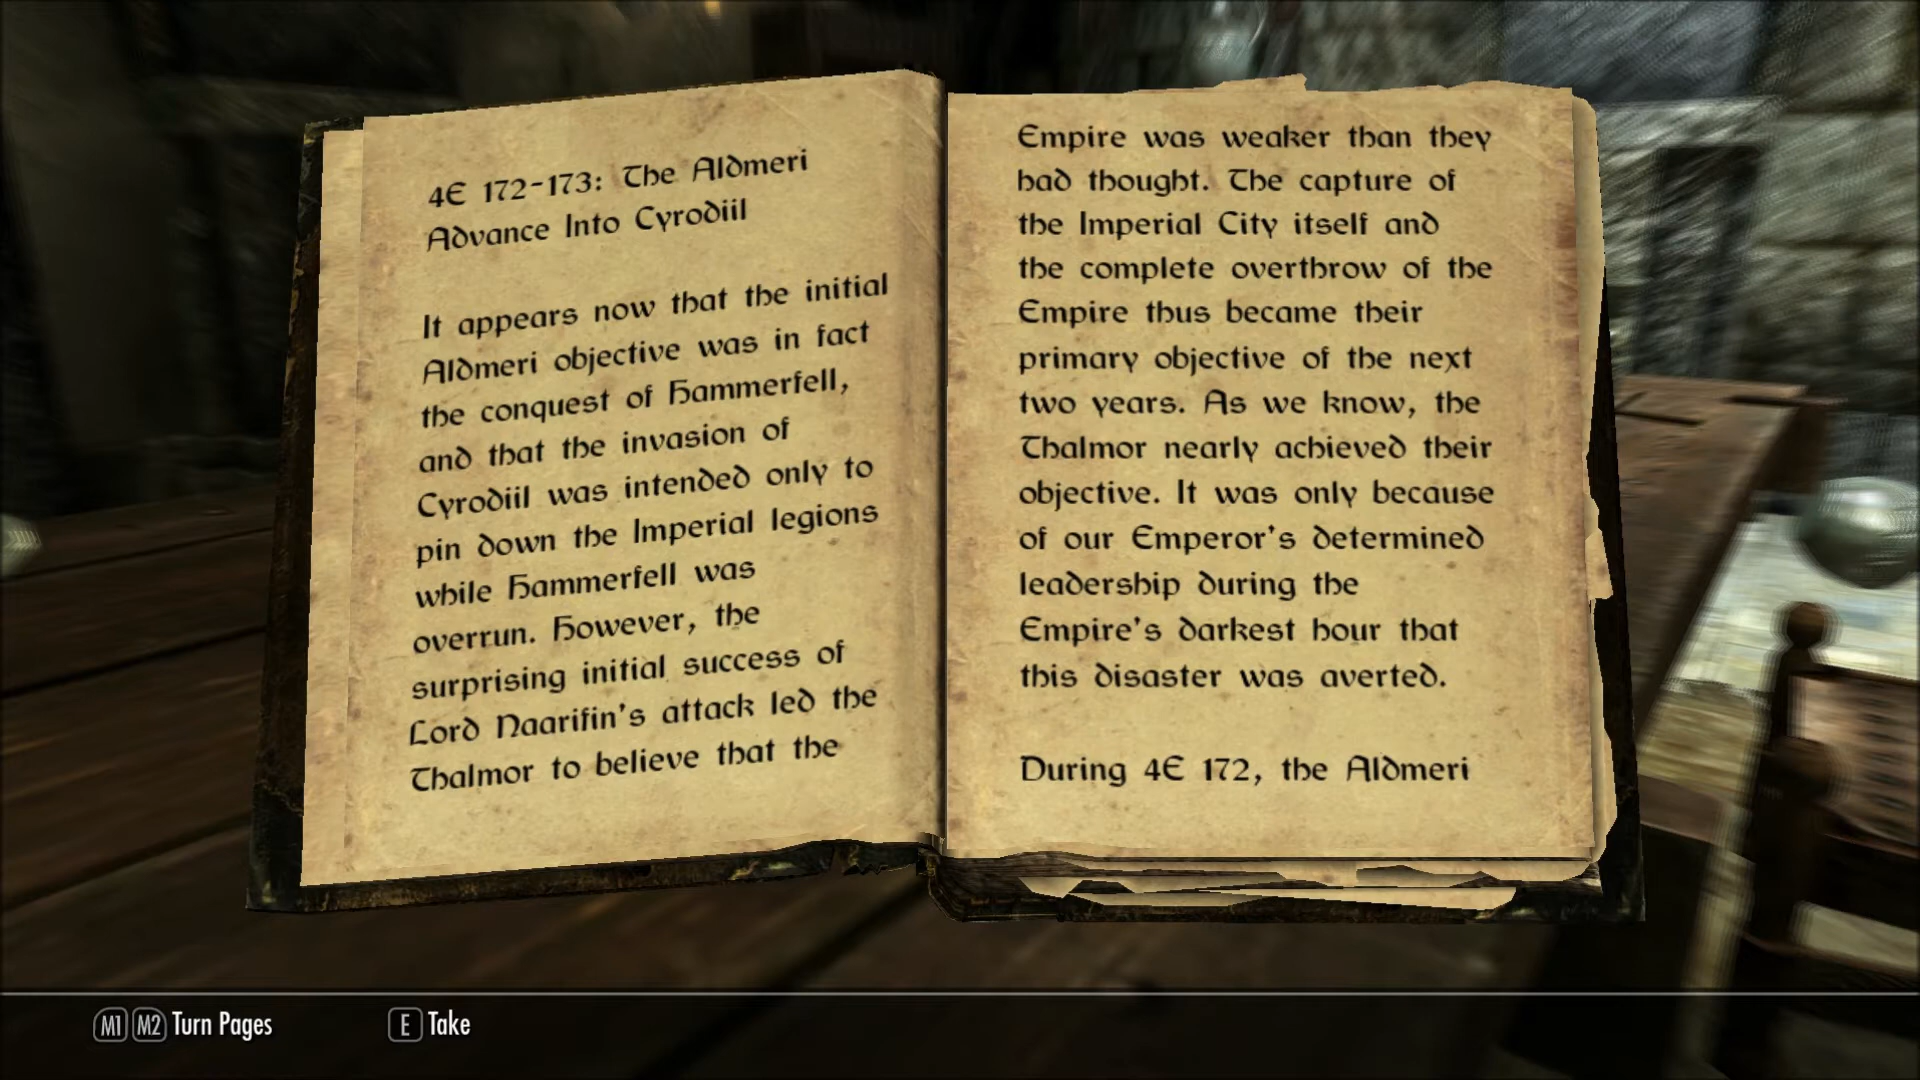 4E 172-173: The Aldmeri
Advance Into Cyrodiil
It appears now that the initial
Aldmeri objective was in fact
the conquest of Hammerfell,
and that the invasion of
Cyrodiil was intended only to
pin down the Imperial legions
while Hammerfell was
overrun. However, the
surprising initial success of
Lord Naarifin's attack led the
Thalmor to believe that the
Empire was weaker than they
had thought. The capture of
the Imperial City itself and
the complete overthrow of the
Empire thus became their
primary objective of the next
two years. As we know, the
Thalmor nearly achieved their
objective. It was only because
of our Emperor's determined
leadership during the
Empire's darkest hour that
this disaster was averted.
During 4E 172, the Aldmeri
M1 M2 Turn Pages
E Take